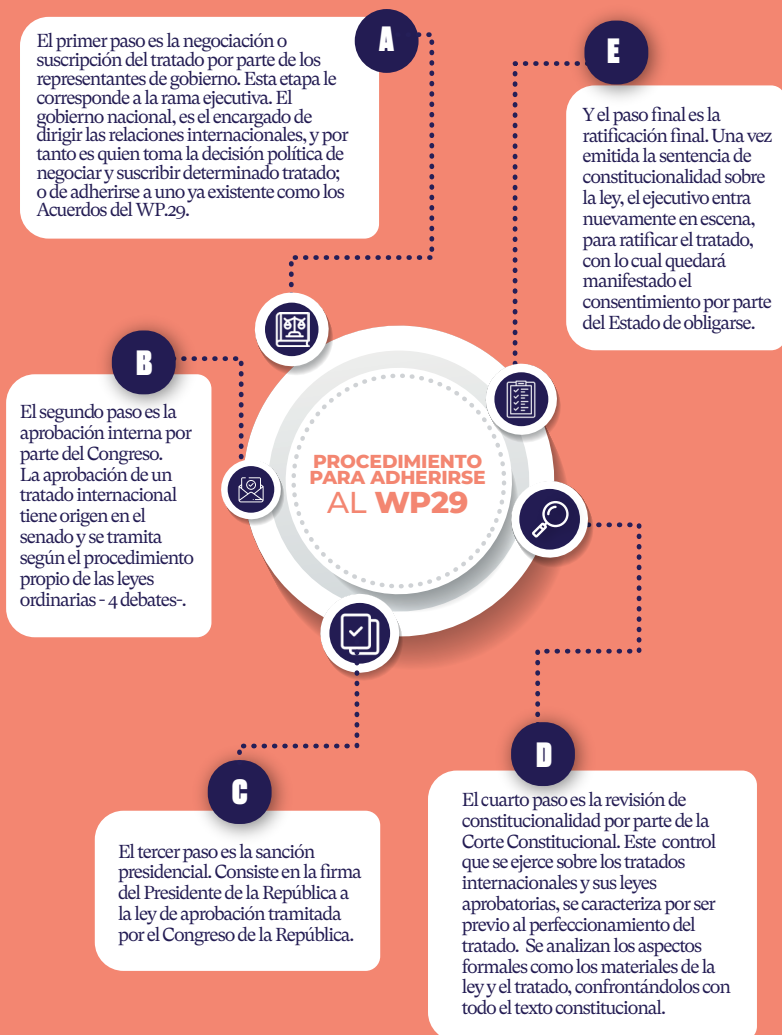 A
El primer paso es la negociación o
suscripción del tratado por parte de los
representantes de gobierno. Esta etapa le
corresponde a la rama ejecutiva. El
gobierno nacional, es el encargado de
dirigir las relaciones internacionales, y por
tanto es quien toma la decisión política de
negociar y suscribir determinado tratado;
o de adherirse a uno ya existente como los
Acuerdos del WP.29.
B
El segundo paso es la
aprobación interna por
parte del Congreso.
La aprobación de un
tratado internacional
tiene origen en el
senado y se tramita
según el procedimiento
propio de las leyes
ordinarias - 4 debates-.
PROCEDIMIENTO
PARA ADHERIRSE
AL WP29
C
El tercer paso es la sanción
presidencial. Consiste en la firma
del Presidente de la República a
la ley de aprobación tramitada
por el Congreso de la República.
D
El cuarto paso es la revisión de
constitucionalidad por parte de la
Corte Constitucional. Este control
que se ejerce sobre los tratados
internacionales y sus leyes
aprobatorias, se caracteriza por ser
previo al perfeccionamiento del
tratado. Se analizan los aspectos
formales como los materiales de la
ley y el tratado, confrontándolos con
todo el texto constitucional.
E
Y el paso final es la
ratificación final. Una vez
emitida la sentencia de
constitucionalidad sobre
la ley, el ejecutivo entra
nuevamente en escena,
para ratificar el tratado,
con lo cual quedará
manifestado el
consentimiento por parte
del Estado de obligarse.